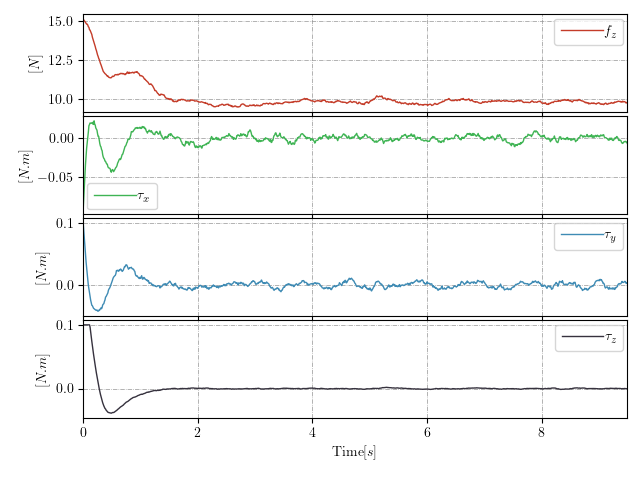 15.0
12.5
10.0
[N]
f_z
0.00
−0.05
[N.m]
τ_x
0.1
0.0
[N.m]
τ_y
0.1
0.0
[N.m]
τ_z
0 2 4 6 8
Time[s]